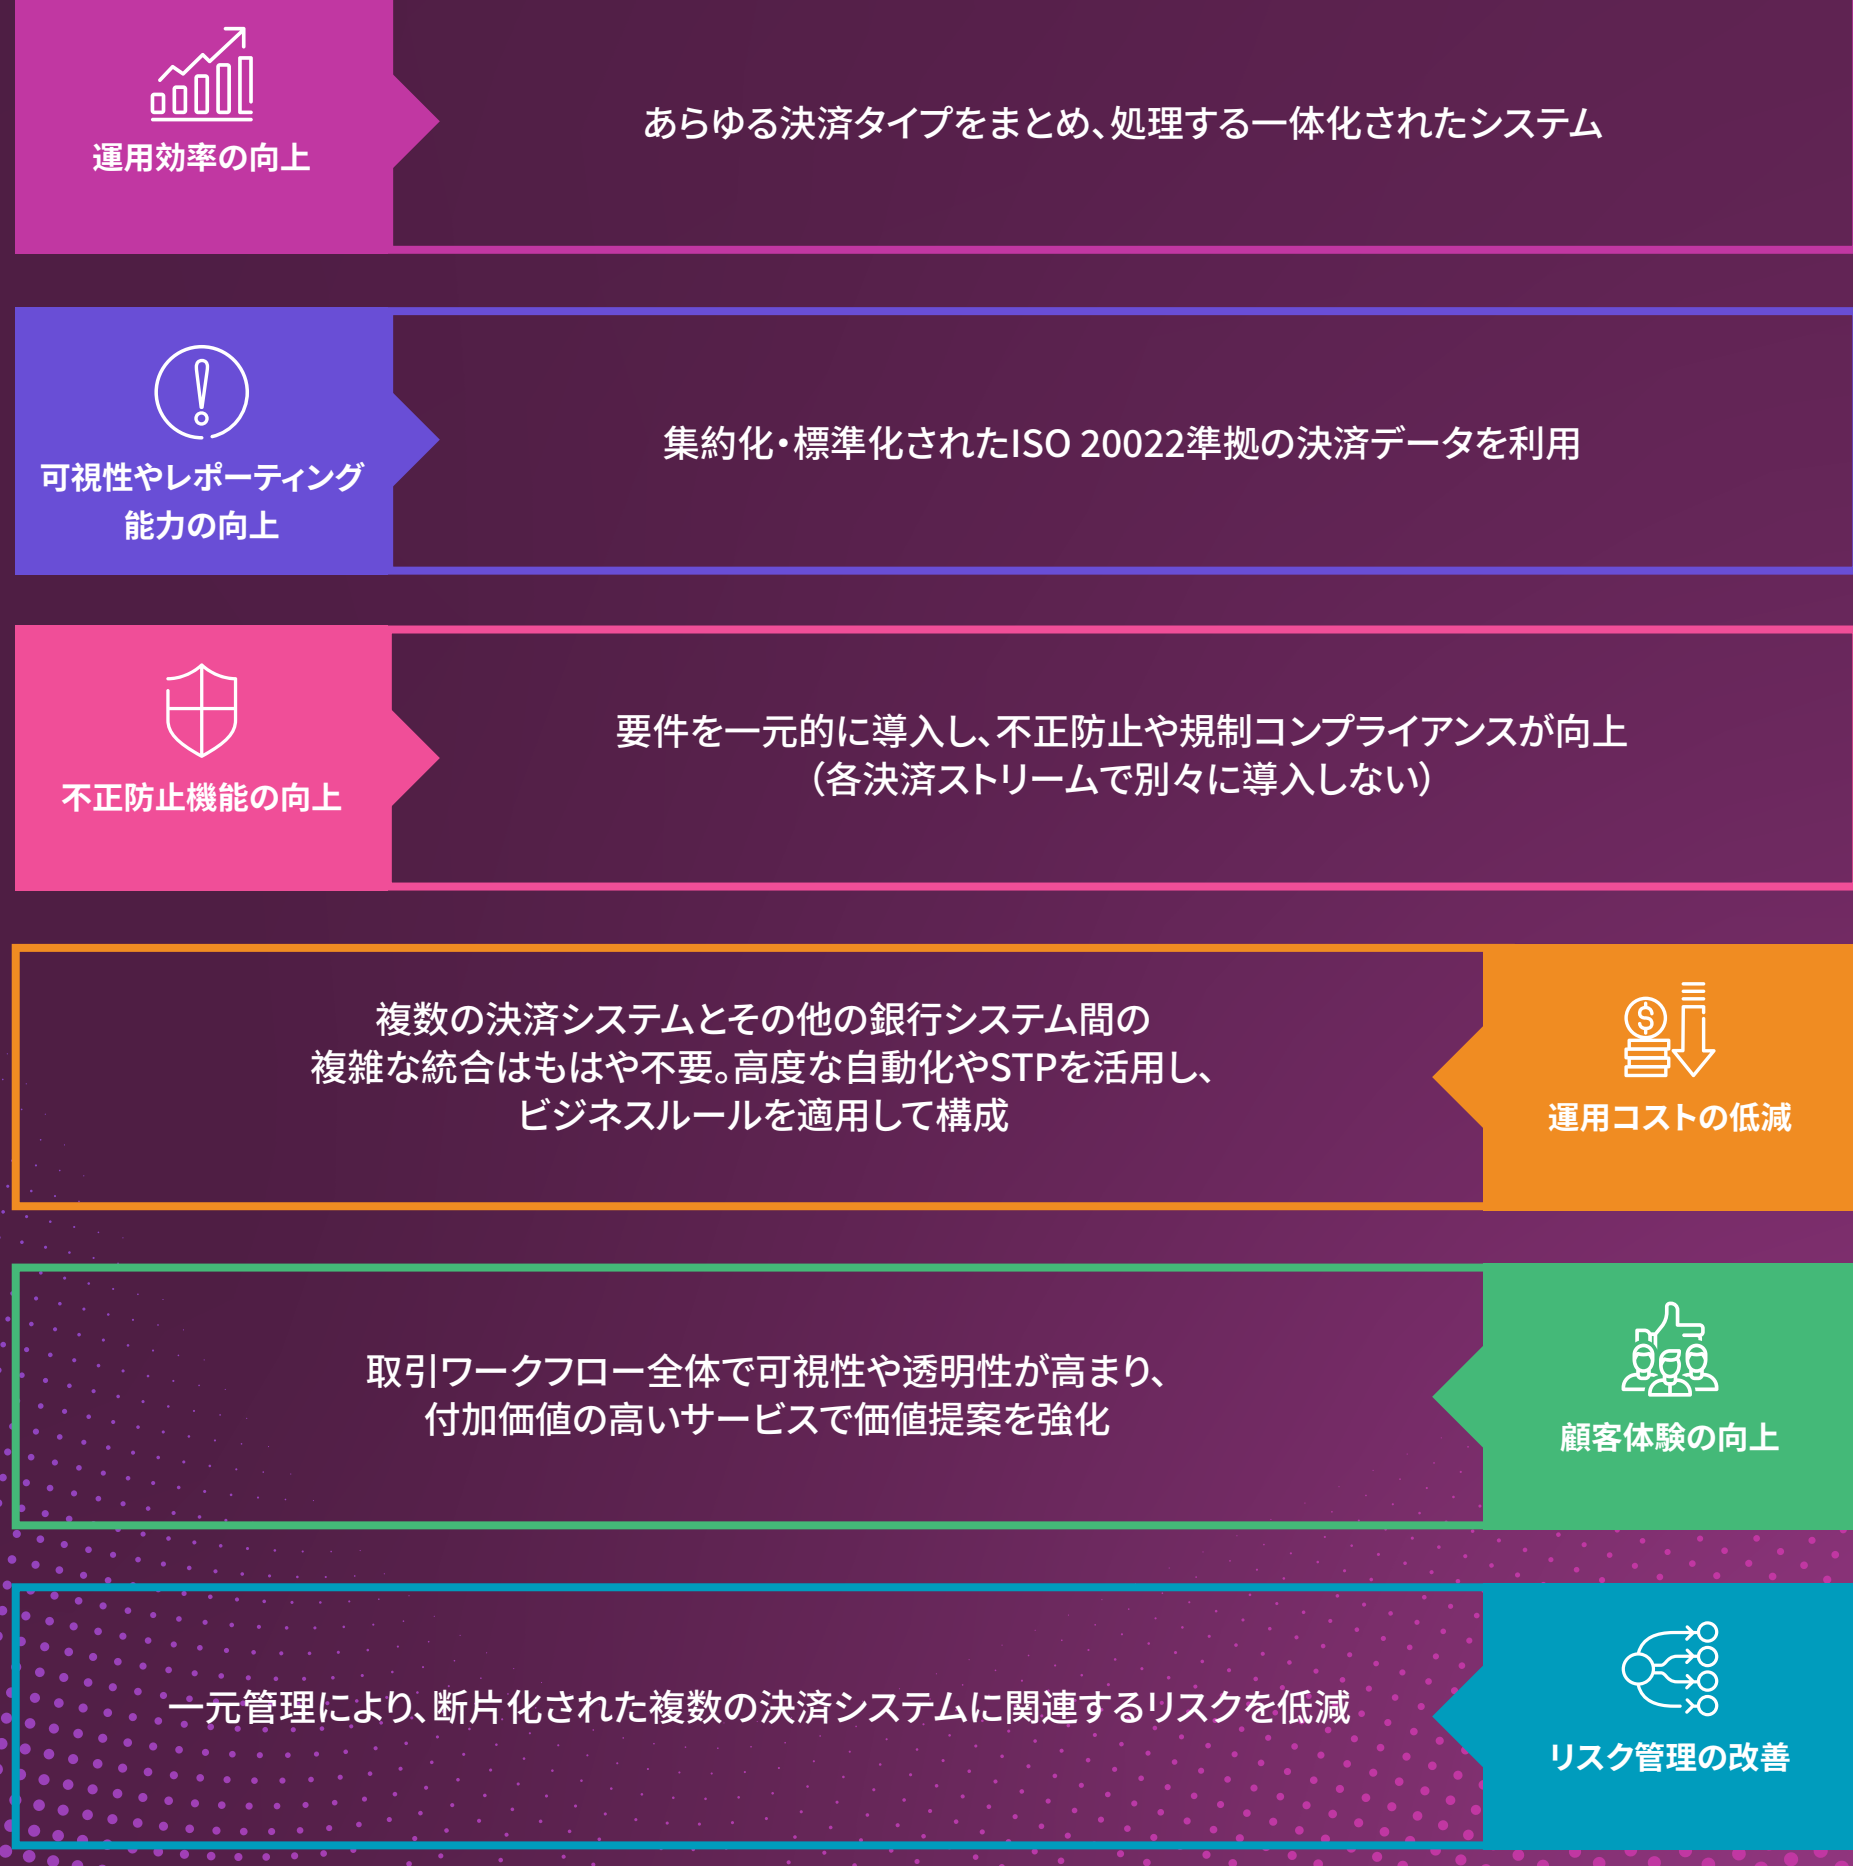 運用効率の向上
あらゆる決済タイプをまとめ、処理する一体化されたシステム
可視性やレポーティング
能力の向上
集約化・標準化されたISO 20022準拠の決済データを利用
不正防止機能の向上
要件を一元的に導入し、不正防止や規制コンプライアンスが向上
（各決済ストリームで別々に導入しない）
複数の決済システムとその他の銀行システム間の
複雑な統合はもはや不要。高度な自動化やSTPを活用し、
ビジネスルールを適用して構成
運用コストの低減
取引ワークフロー全体で可視性や透明性が高まり、
付加価値の高いサービスで価値提案を強化
顧客体験の向上
一元管理により、断片化された複数の決済システムに関連するリスクを低減
リスク管理の改善